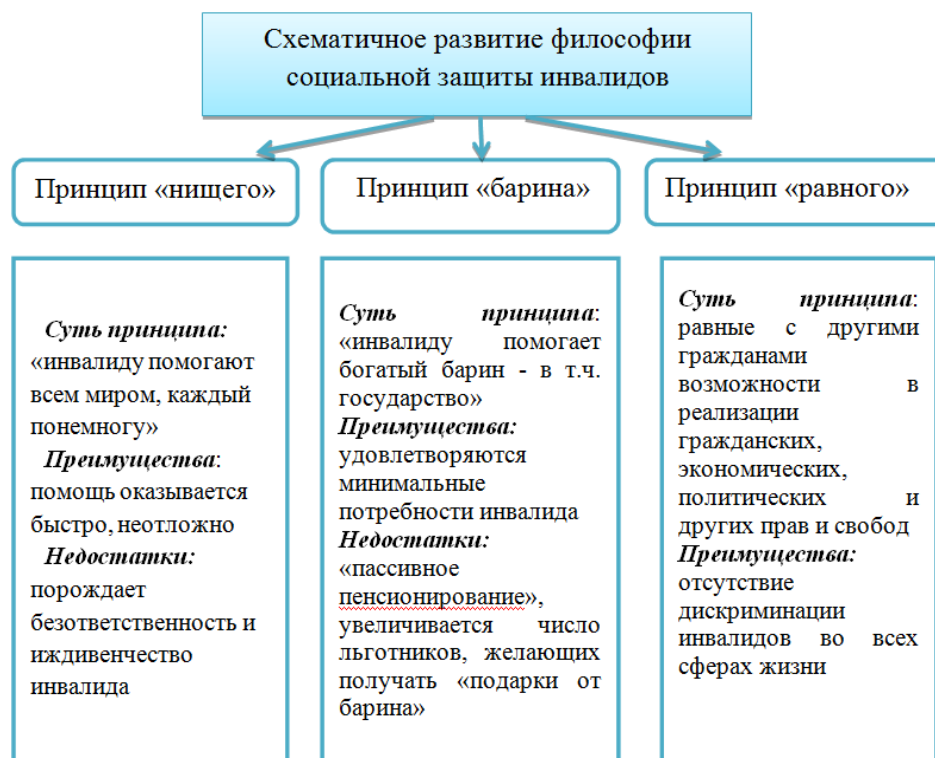 Схематичное развитие философии
социальной защиты инвалидов
Принцип «нищего»
Принцип «барина»
Принцип «равного»
Суть принципа:
«инвалиду помогают
всем миром, каждый
понемногу»
Преимущества:
помощь оказывается
быстро, неотложно
Недостатки:
порождает
безответственность и
иждивенчество
инвалида
Суть принципа:
«инвалиду помогает
богатый барин - в т.ч.
государство»
Преимущества:
удовлетворяются
минимальные
потребности инвалида
Недостатки:
«пассивное
пенсионирование»,
увеличивается число
льготников, желающих
получать «подарки от
барина»
Суть принципа:
равные с другими
гражданами
возможности в
реализации
гражданских,
экономических,
политических и
других прав и свобод
Преимущества:
отсутствие
дискриминации
инвалидов во всех
сферах жизни